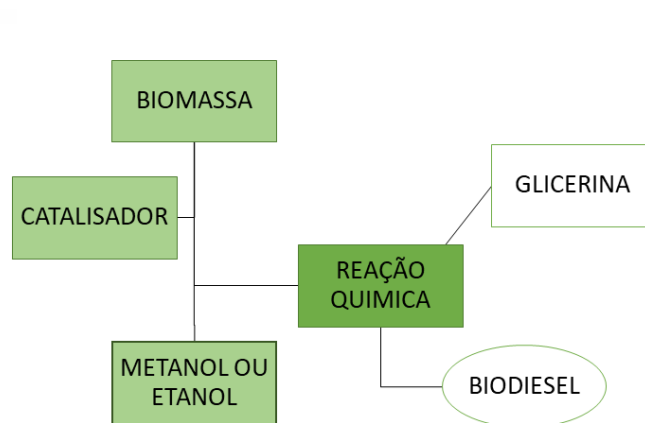 BIOMASSA
CATALISADOR
GLICERINA
REAÇÃO
QUIMICA
METANOL OU
ETANOL
BIODIESEL